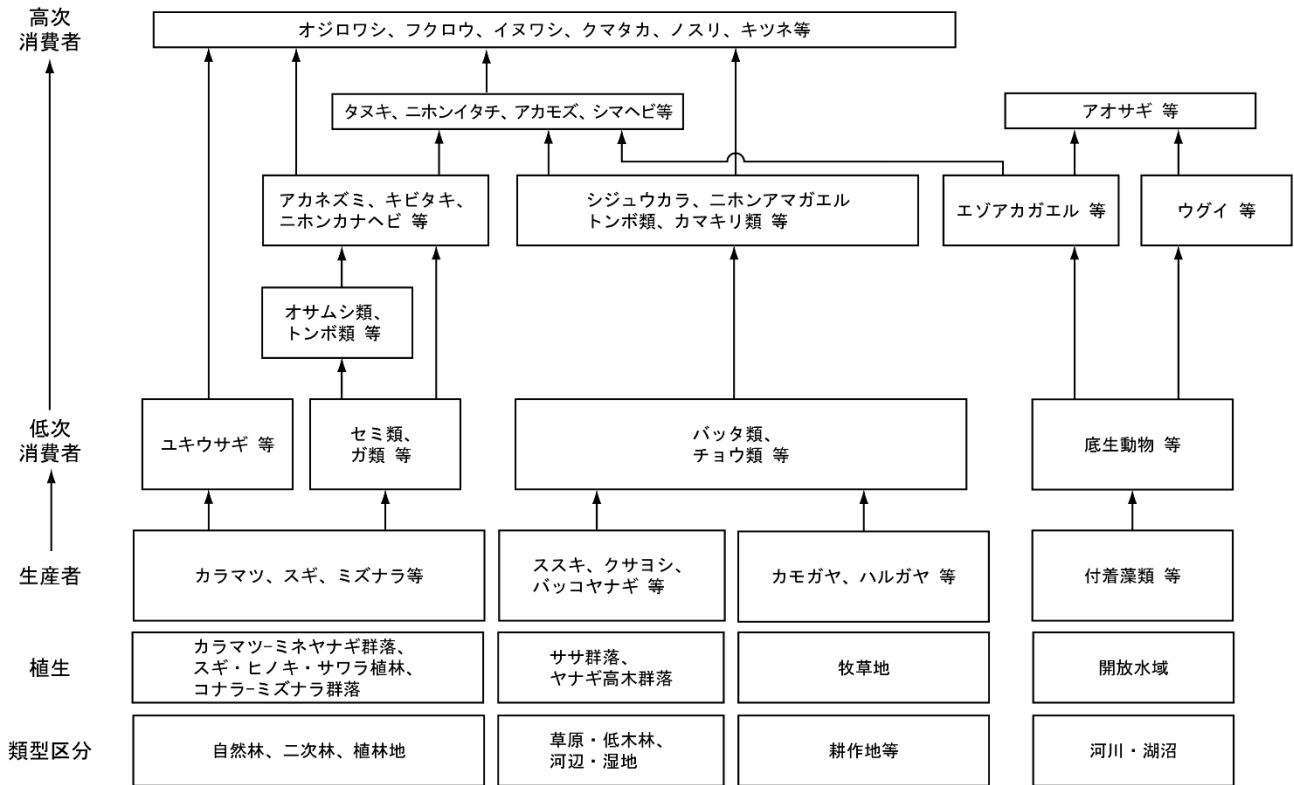 高次
消費者
オジロワシ、フクロウ、イヌワシ、クマタカ、ノスリ、キツネ等
タヌキ、ニホンイタチ、アカモズ、シマヘビ等
アオサギ 等
アカネズミ、キビタキ、
ニホンカナヘビ 等
シジュウカラ、ニホンアマガエル
トンボ類、カマキリ類 等
エゾアカガエル 等
ウグイ 等
オサムシ類、
トンボ類 等
低次
消費者
ユキウサギ 等
セミ類、
ガ類 等
バッタ類、
チョウ類 等
底生動物 等
生産者
カラマツ、スギ、ミズナラ等
ススキ、クサヨシ、
バッコヤナギ 等
カモガヤ、ハルガヤ 等
付着藻類 等
植生
カラマツ−ミネヤナギ群落、
スギ・ヒノキ・サワラ植林、
コナラ−ミズナラ群落
ササ群落、
ヤナギ高木群落
牧草地
開放水域
類型区分
自然林、二次林、植林地
草原・低木林、
河辺・湿地
耕作地等
河川・湖沼